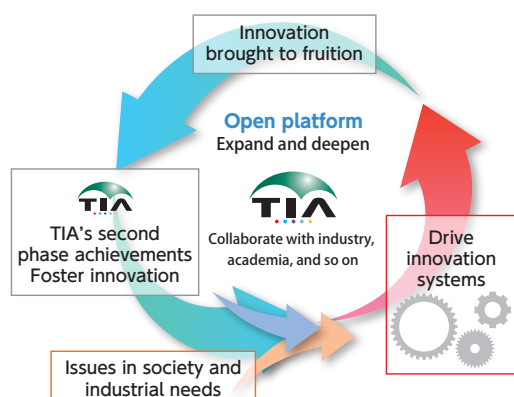 Innovation
brought to fruition
Open platform
Expand and deepen
TIA
Collaborate with industry,
academia, and so on
TIA
TIA's second
phase achievements
Foster innovation
Drive
innovation
systems
Issues in society and
industrial needs